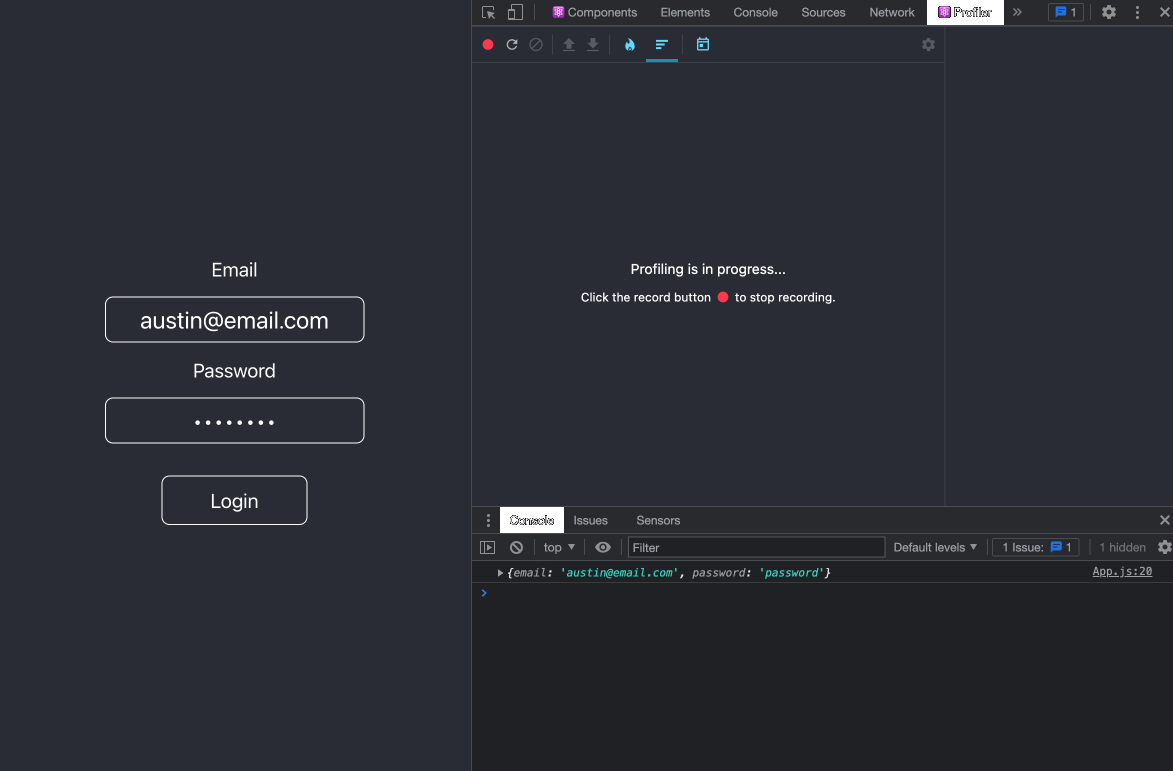 Components Elements Console Sources Network Profiler » 1
Profiling is in progress...
Click the record button to stop recording.
Email
austin@email.com
Password
••••••••
Login
Console Issues Sensors
top ▼ Filter Default levels ▼ 1 Issue: 1 1 hidden
▶ {email: 'austin@email.com', password: 'password'} App.js:20
>